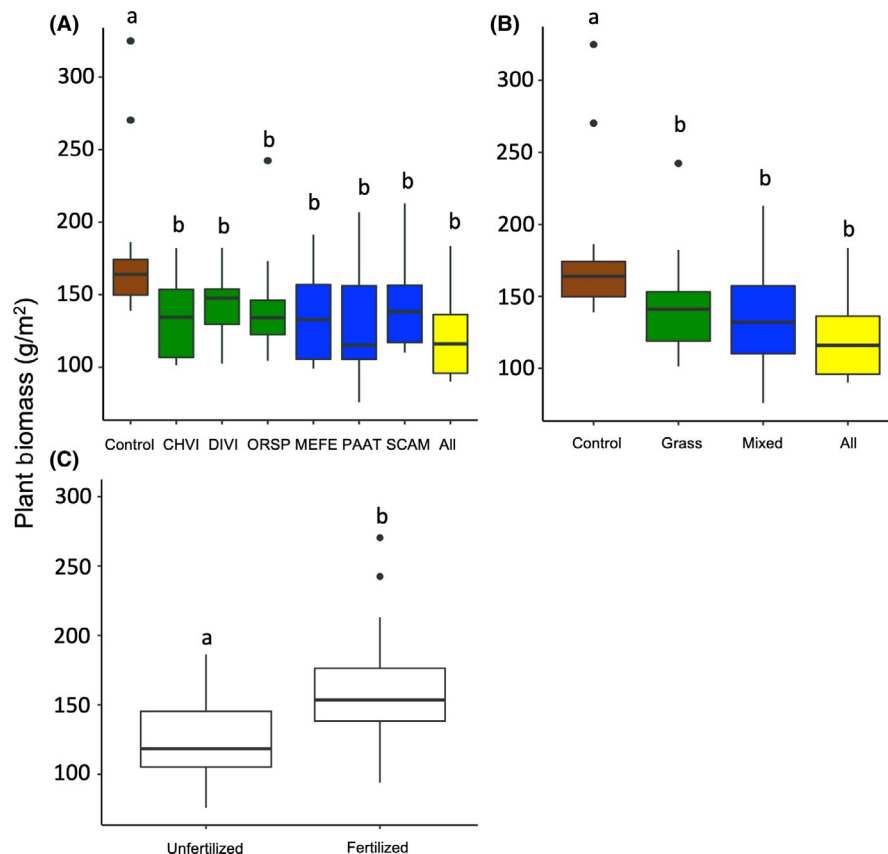 (A)
a
300
250
200
150
100
b
b
b
b
b
b
b
Control CHVI DIVI ORSP MEFE PAAT SCAM All
(B)
a
300
250
200
150
100
b
b
b
Control Grass Mixed All
Plant biomass (g/m²)
(C)
300
250
200
150
100
a
b
Unfertilized Fertilized